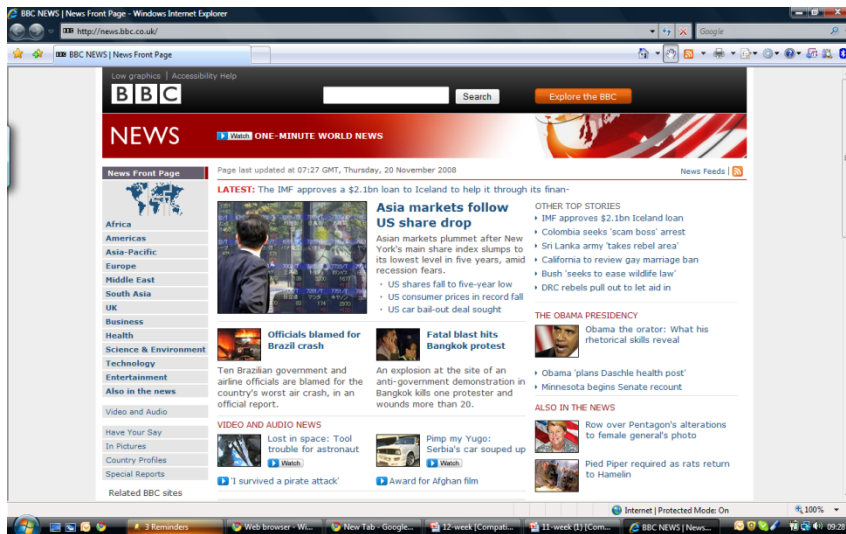 BBC NEWS | News Front Page - Windows Internet Explorer
BBC http://news.bbc.co.uk/
Google
BBC BBC NEWS | News Front Page
Low graphics | Accessibility Help
BBC
Search
Explore the BBC
NEWS
Watch ONE-MINUTE WORLD NEWS
News Front Page
Africa
Americas
Asia-Pacific
Europe
Middle East
South Asia
UK
Business
Health
Science & Environment
Technology
Entertainment
Also in the news
Video and Audio
Have Your Say
In Pictures
Country Profiles
Special Reports
Related BBC sites
Page last updated at 07:27 GMT, Thursday, 20 November 2008
News Feeds |
LATEST: The IMF approves a $2.1bn loan to Iceland to help it through its finan-
Asia markets follow
US share drop
Asian markets plummet after New
York's main share index slumps to
its lowest level in five years, amid
recession fears.
US shares fall to five-year low
US consumer prices in record fall
US car bail-out deal sought
Officials blamed for
Brazil crash
Ten Brazilian government and
airline officials are blamed for the
country's worst air crash, in an
official report.
Fatal blast hits
Bangkok protest
An explosion at the site of an
anti-government demonstration in
Bangkok kills one protester and
wounds more than 20.
VIDEO AND AUDIO NEWS
Lost in space: Tool
trouble for astronaut
Watch
Pimp my Yugo:
Serbia's car souped up
Watch
'I survived a pirate attack'
Award for Afghan film
OTHER TOP STORIES
IMF approves $2.1bn Iceland loan
Colombia seeks 'scam boss' arrest
Sri Lanka army 'takes rebel area'
California to review gay marriage ban
Bush 'seeks to ease wildlife law'
DRC rebels pull out to let aid in
THE OBAMA PRESIDENCY
Obama the orator: What his
rhetorical skills reveal
Obama 'plans Daschle health post'
Minnesota begins Senate recount
ALSO IN THE NEWS
Row over Pentagon's alterations
to female general's photo
Pied Piper required as rats return
to Hamelin
Internet | Protected Mode: On
100%
3 Reminders
Web browser - Wi...
New Tab - Google...
12-week [Compati...
11-week (1) [Com...
BBC NEWS | News...
09:28